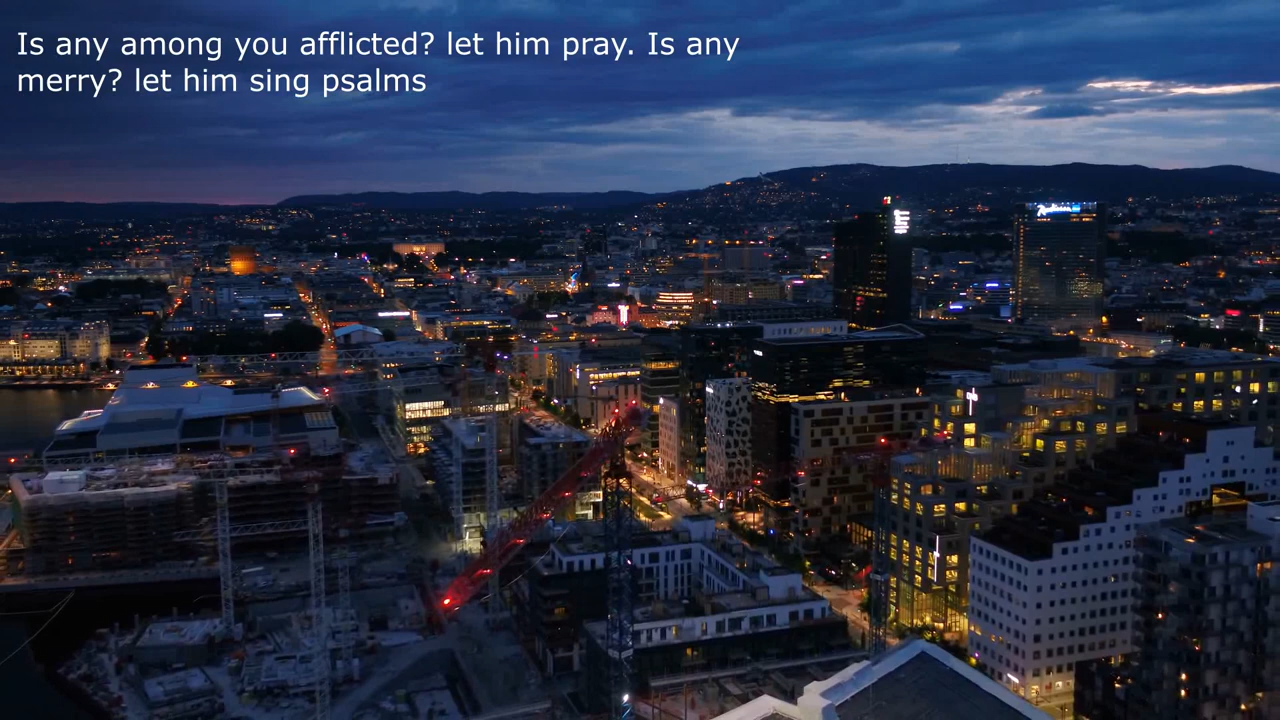 Is any among you afflicted? let him pray. Is any
merry? let him sing psalms